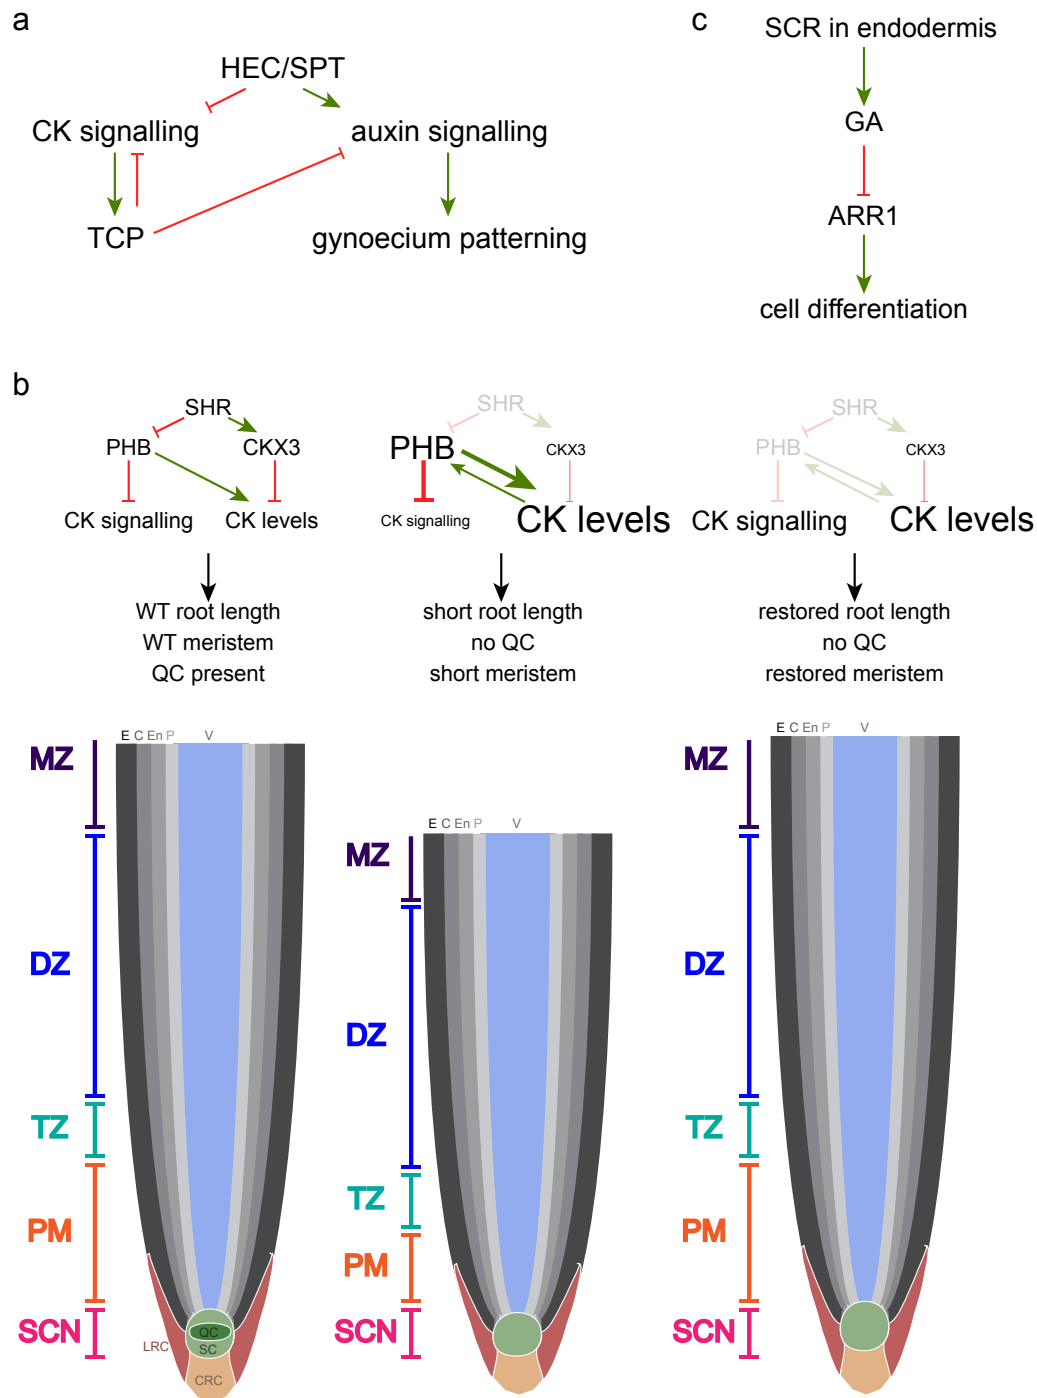 a
HEC/SPT
CK signalling
auxin signalling
TCP
gynoecium patterning
c
SCR in endodermis
GA
ARR1
cell differentiation
b
SHR
PHB
CKX3
CK signalling
CK levels
WT root length
WT meristem
QC present
SHR
PHB
CKX3
CK signalling
CK levels
short root length
no QC
short meristem
SHR
PHB
CKX3
CK signalling
CK levels
restored root length
no QC
restored meristem
E C En P V
MZ
DZ
TZ
PM
SCN
LRC
QC
SC
CRC
E C En P V
MZ
DZ
TZ
PM
SCN
E C En P V
MZ
DZ
TZ
PM
SCN